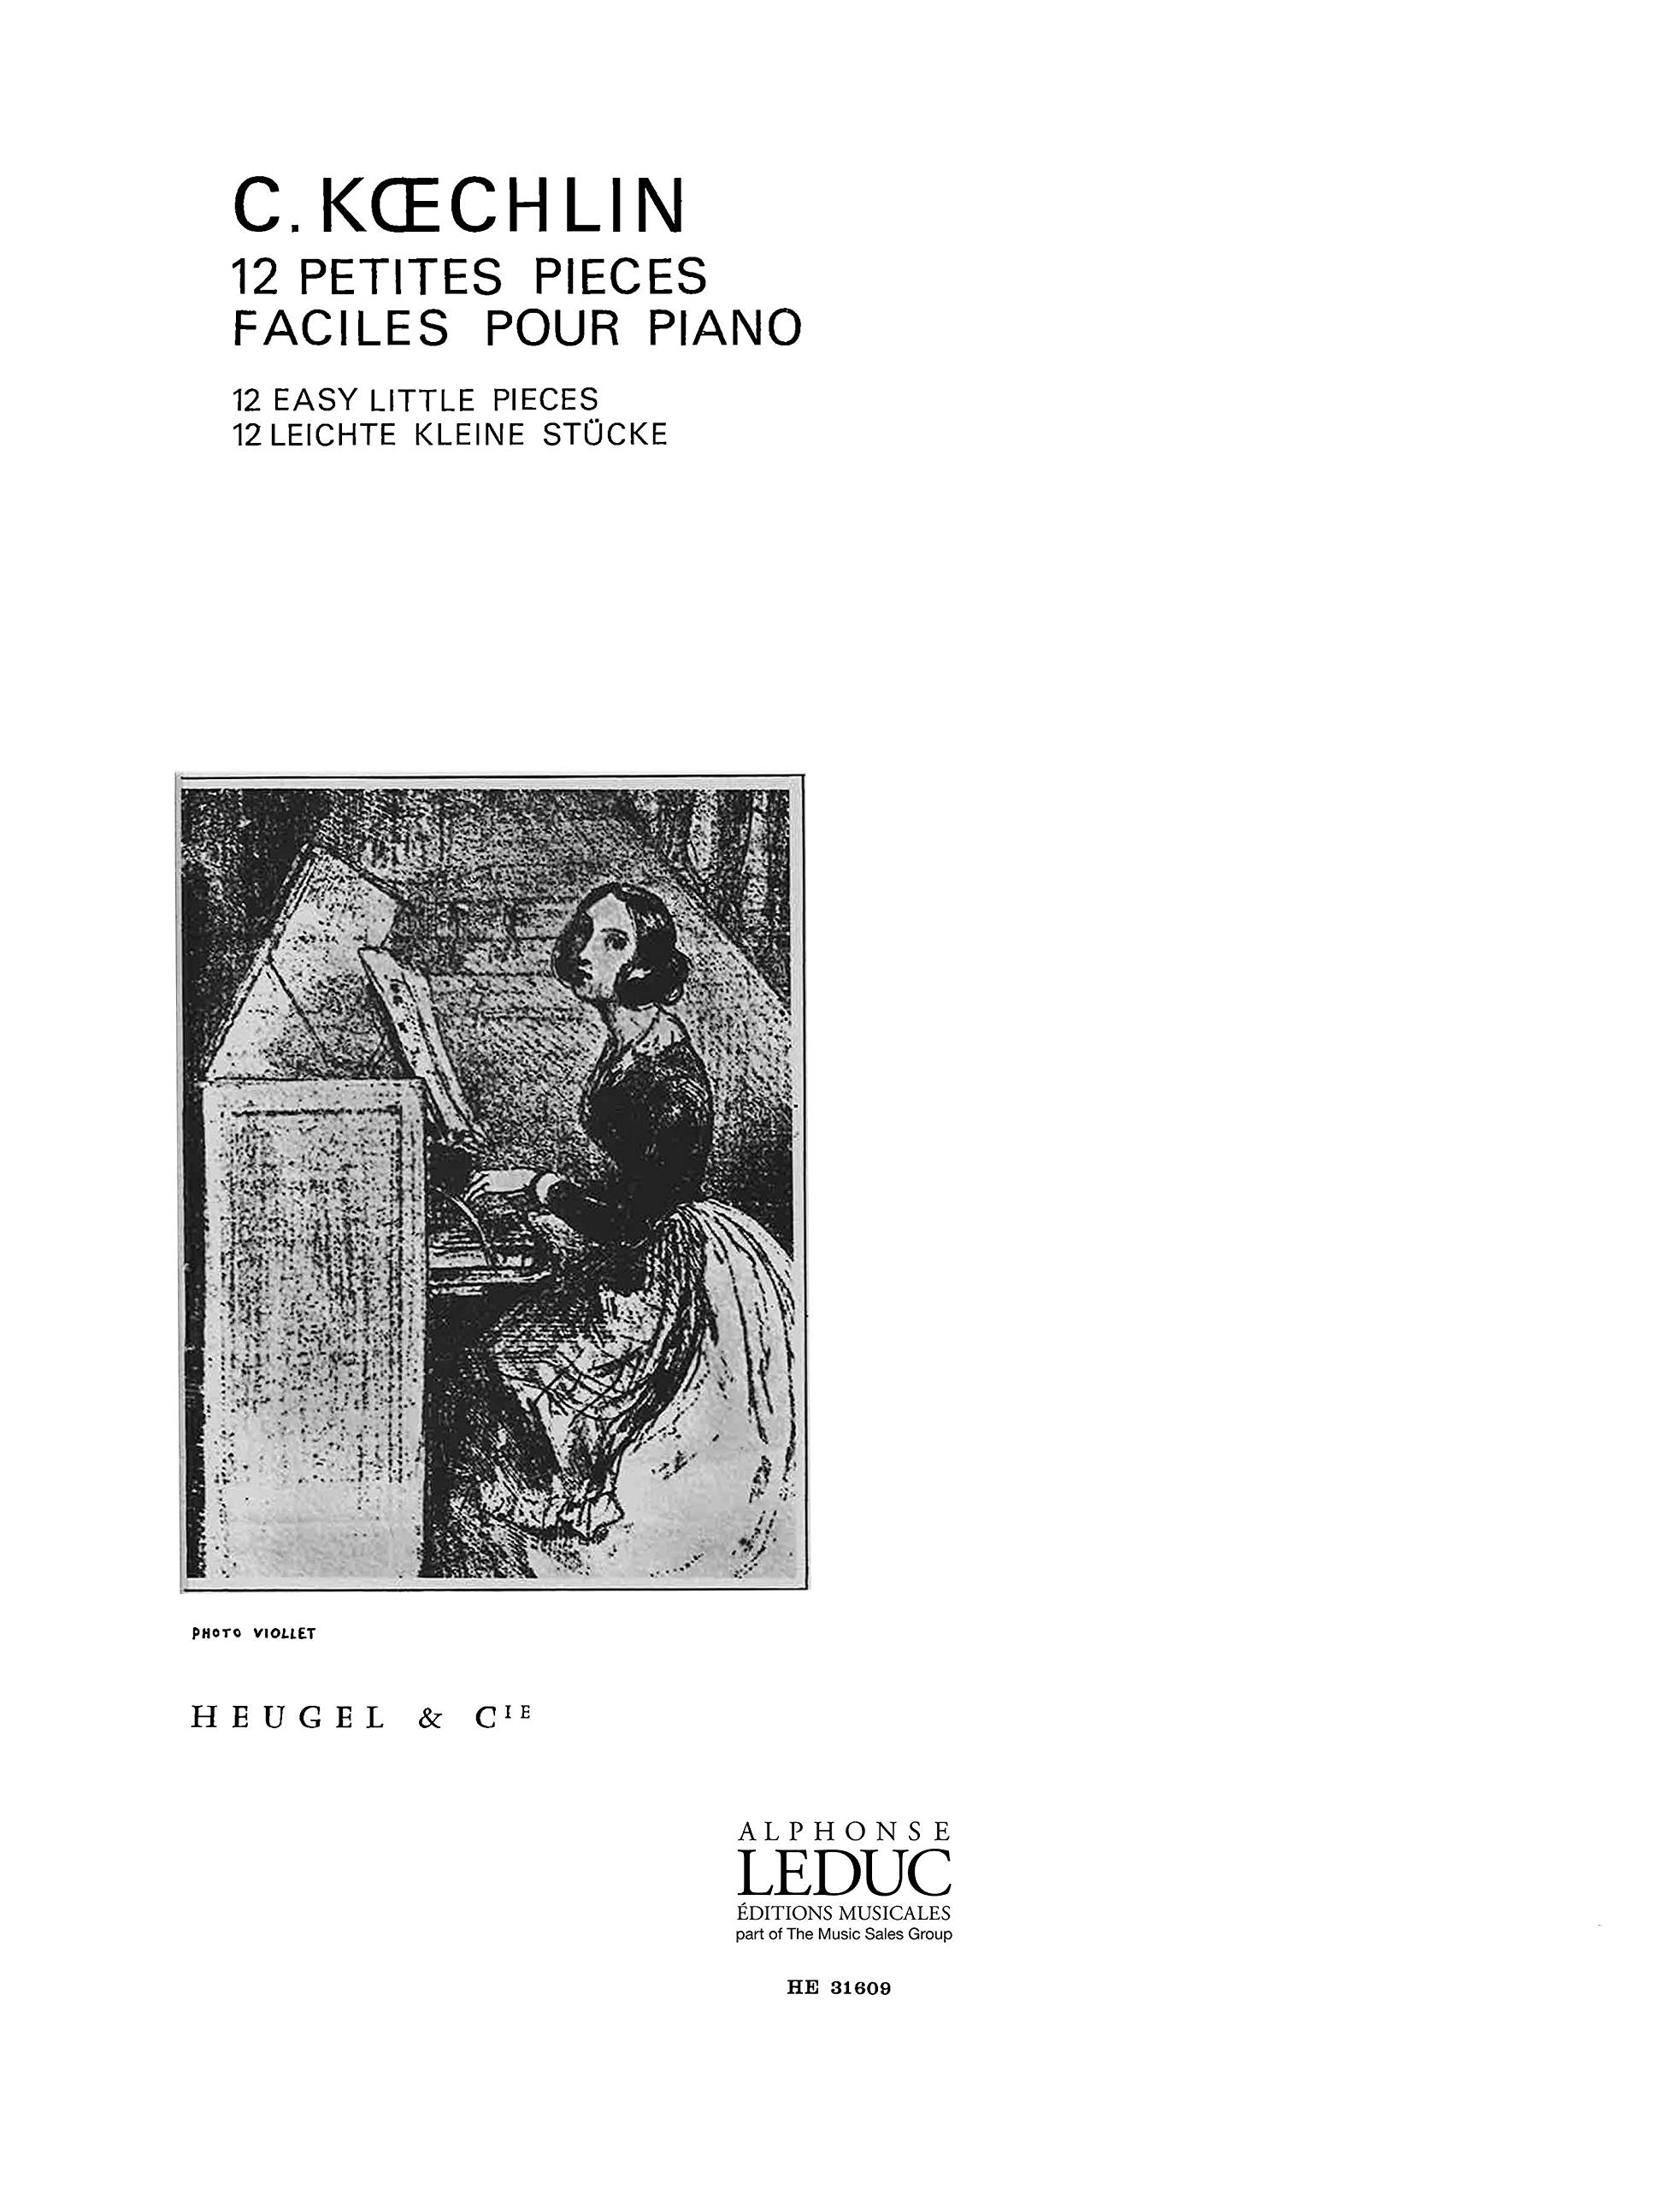 C. KŒCHLIN
12 PETITES PIECES
FACILES POUR PIANO
12 EASY LITTLE PIECES
12 LEICHTE KLEINE STÜCKE
PHOTO VIOLLET
HEUGEL & CIE
ALPHONSE
LEDUC
ÉDITIONS MUSICALES
part of The Music Sales Group
HE 31609